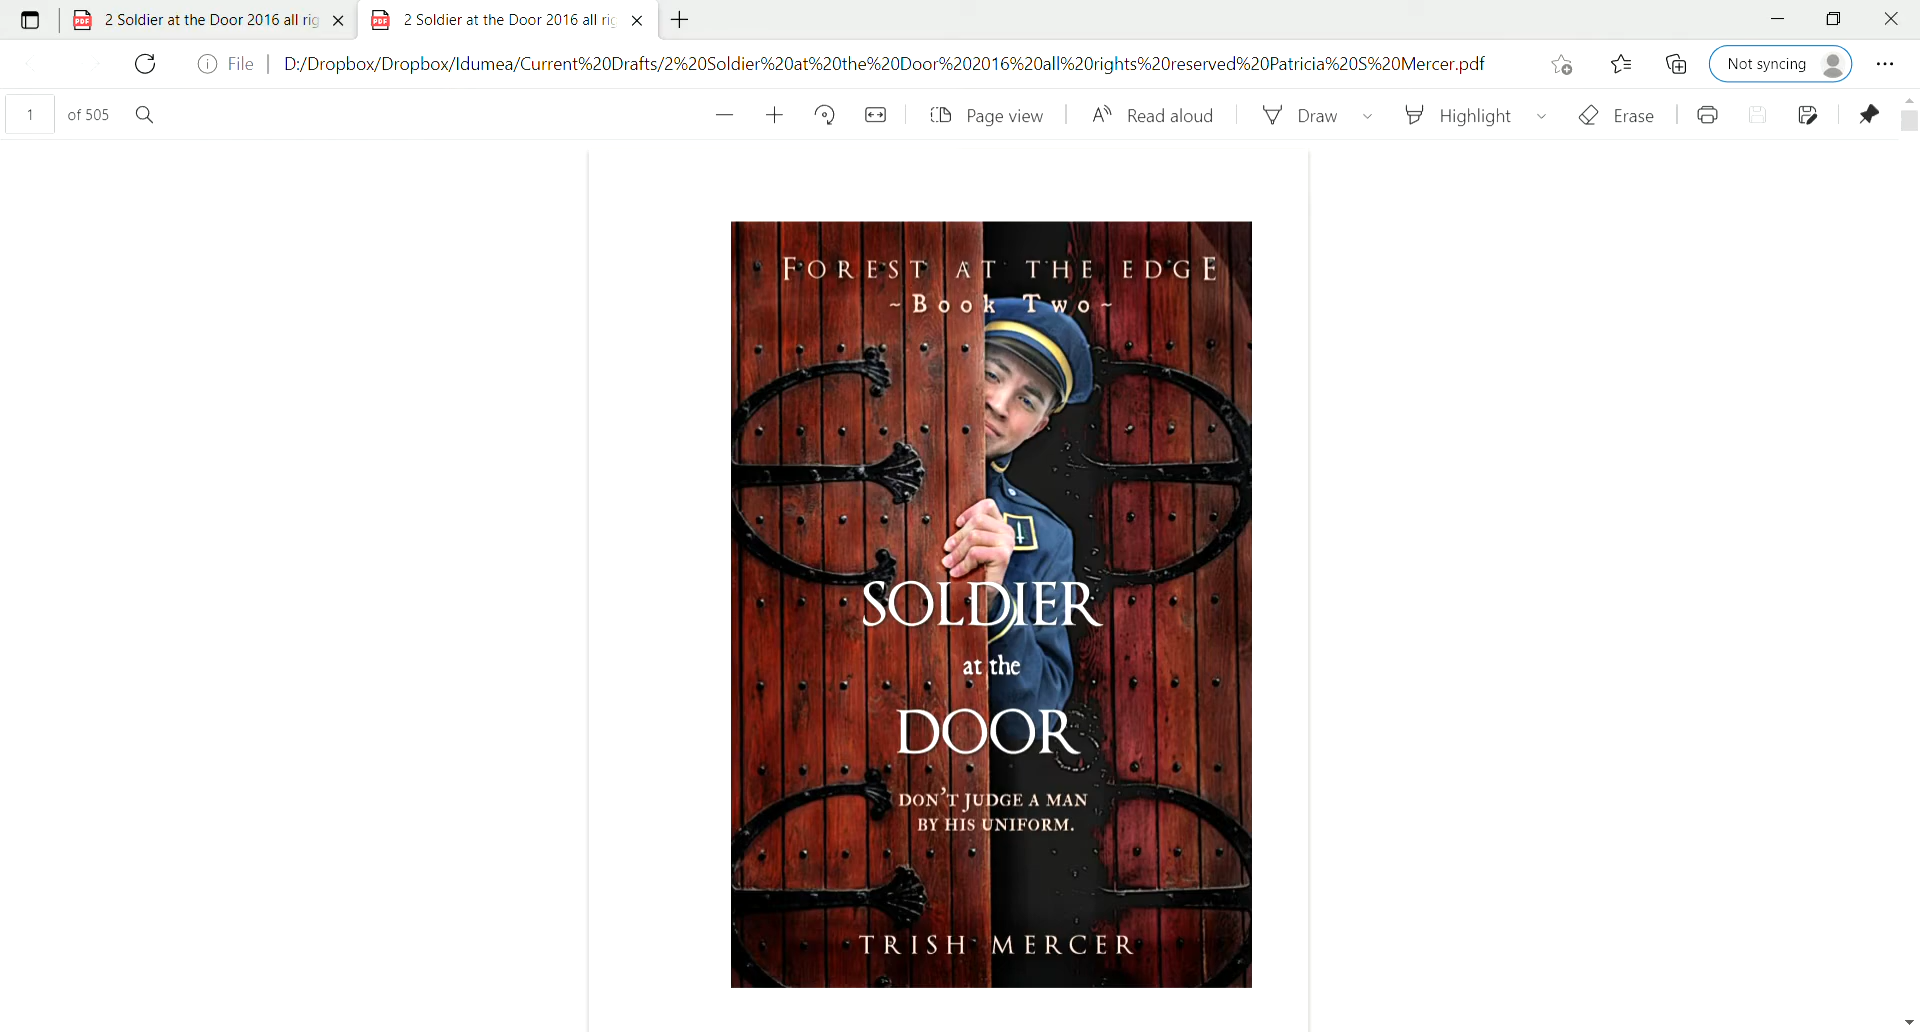 2 Soldier at the Door 2016 all rig
2 Soldier at the Door 2016 all ric
File
D:/Dropbox/Dropbox/Idumea/Current%20Drafts/2%20Soldier%20at%20the%20Door%202016%20all%20rights%20reserved%20Patricia%20S%20Mercer.pdf
Not syncing
1 of 505
Page view
Read aloud
Draw
Highlight
Erase
FOREST AT THE EDGE
~Book Two~
SOLDIER
at the
DOOR
DON'T JUDGE A MAN
BY HIS UNIFORM.
TRISH MERCER